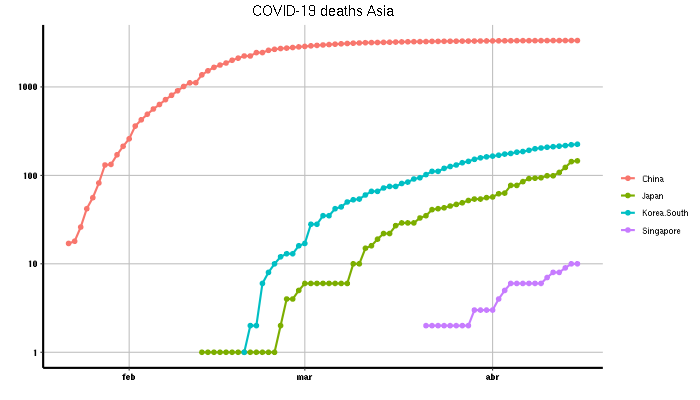 COVID-19 deaths Asia
1000
100
10
1
feb
mar
abr
China
Japan
Korea.South
Singapore